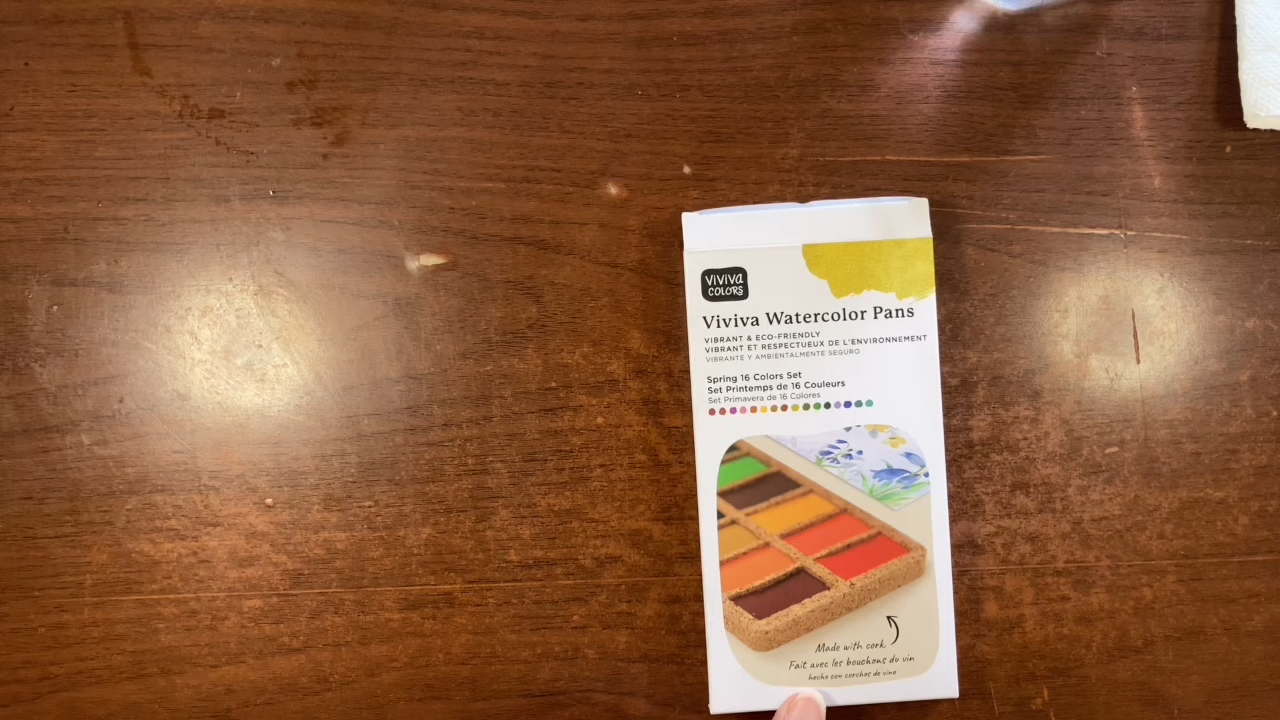 VIVIVA
COLORS
Viviva Watercolor Pans
VIBRANT & ECO-FRIENDLY
VIBRANT ET RESPECTUEUX DE L'ENVIRONNEMENT
VIBRANTE Y AMBIENTALMENTE SEGURO
Spring 16 Colors Set
Set Printemps de 16 Couleurs
Set Primavera de 16 Colores
Made with cork
Fait avec les bouchons du vin
hecho con corchos de vino